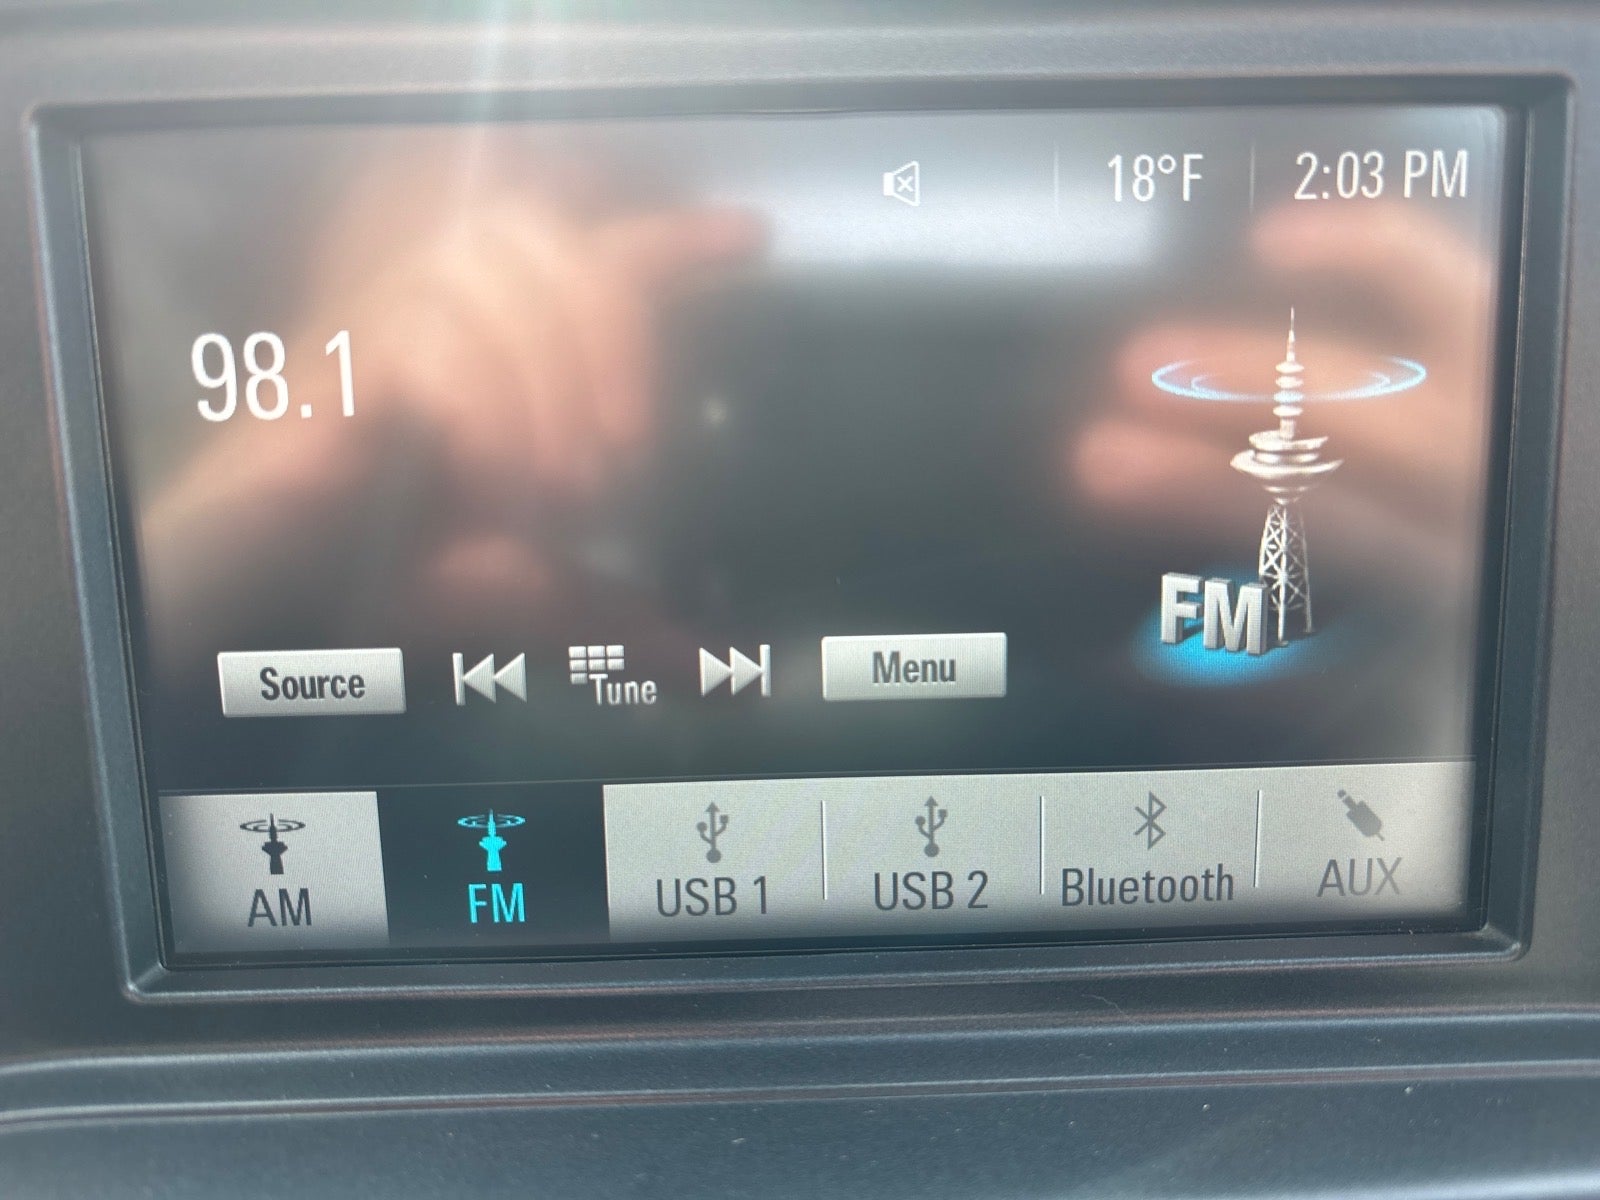 18°F 2:03 PM
98.1
FM
Source Tune Menu
AM FM USB 1 USB 2 Bluetooth AUX